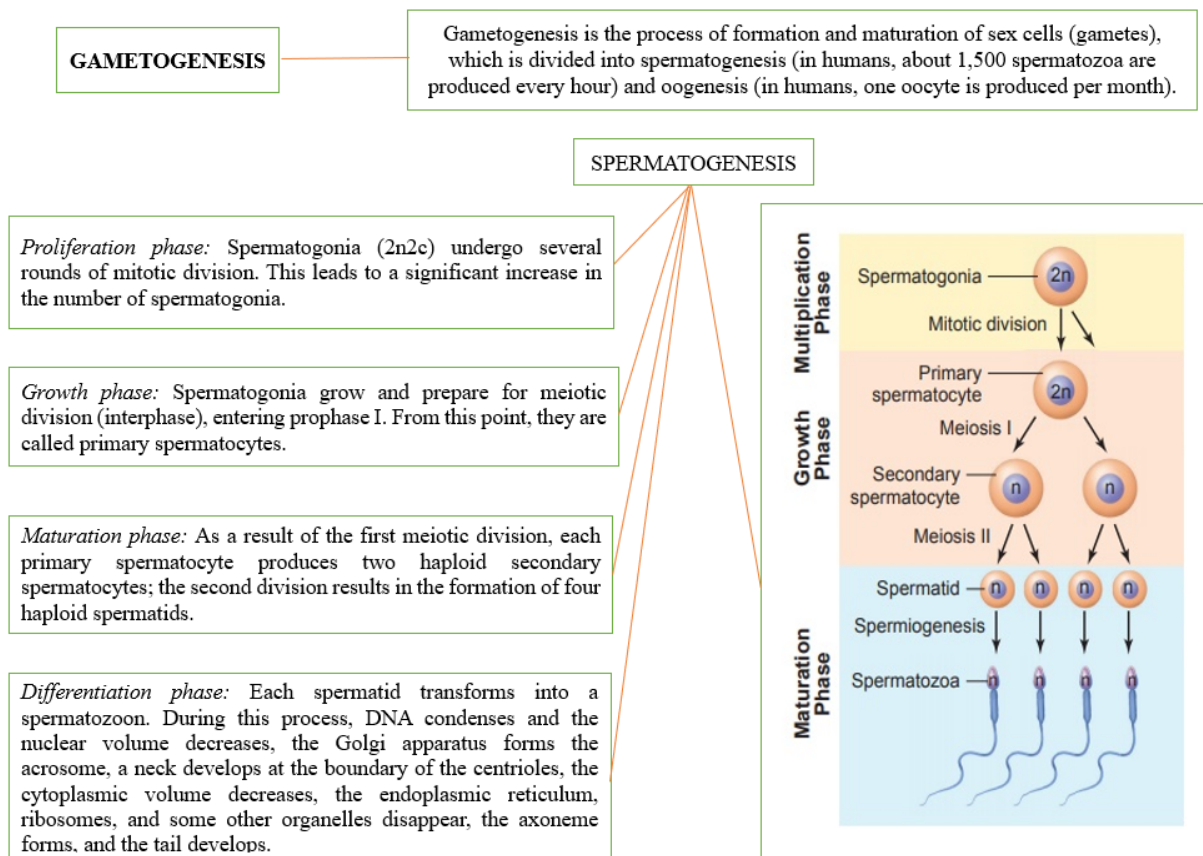 GAMETOGENESIS
Gametogenesis is the process of formation and maturation of sex cells (gametes),
which is divided into spermatogenesis (in humans, about 1,500 spermatozoa are
produced every hour) and oogenesis (in humans, one oocyte is produced per month).
SPERMATOGENESIS
Proliferation phase: Spermatogonia (2n2c) undergo several
rounds of mitotic division. This leads to a significant increase in
the number of spermatogonia.
Growth phase: Spermatogonia grow and prepare for meiotic
division (interphase), entering prophase I. From this point, they are
called primary spermatocytes.
Maturation phase: As a result of the first meiotic division, each
primary spermatocyte produces two haploid secondary
spermatocytes; the second division results in the formation of four
haploid spermatids.
Differentiation phase: Each spermatid transforms into a
spermatozoon. During this process, DNA condenses and the
nuclear volume decreases, the Golgi apparatus forms the
acrosome, a neck develops at the boundary of the centrioles, the
cytoplasmic volume decreases, the endoplasmic reticulum,
ribosomes, and some other organelles disappear, the axoneme
forms, and the tail develops.
Multiplication
Phase
Spermatogonia
2n
Mitotic division
Growth
Phase
Primary
spermatocyte
2n
Meiosis I
Secondary
spermatocyte
n
n
Meiosis II
Maturation
Phase
Spermatid
n
n
n
n
Spermiogenesis
Spermatozoa
n
n
n
n